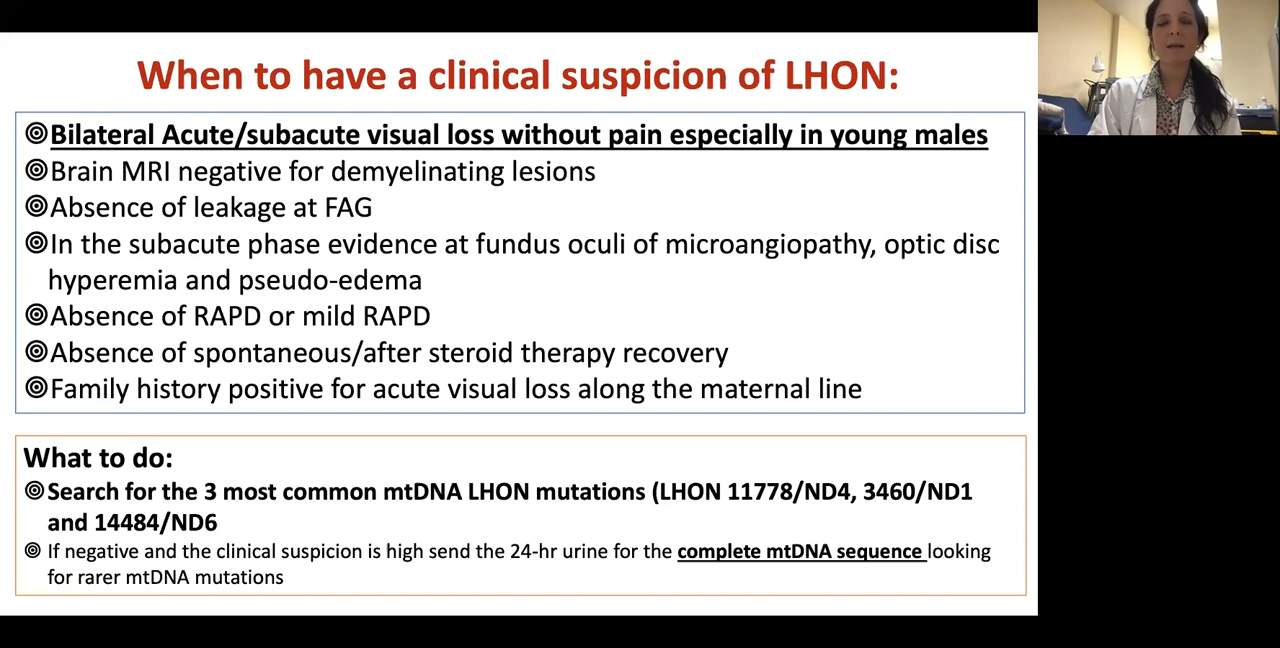 When to have a clinical suspicion of LHON:
Bilateral Acute/subacute visual loss without pain especially in young males
Brain MRI negative for demyelinating lesions
Absence of leakage at FAG
In the subacute phase evidence at fundus oculi of microangiopathy, optic disc
hyperemia and pseudo-edema
Absence of RAPD or mild RAPD
Absence of spontaneous/after steroid therapy recovery
Family history positive for acute visual loss along the maternal line
What to do:
Search for the 3 most common mtDNA LHON mutations (LHON 11778/ND4, 3460/ND1
and 14484/ND6
If negative and the clinical suspicion is high send the 24-hr urine for the complete mtDNA sequence looking
for rarer mtDNA mutations